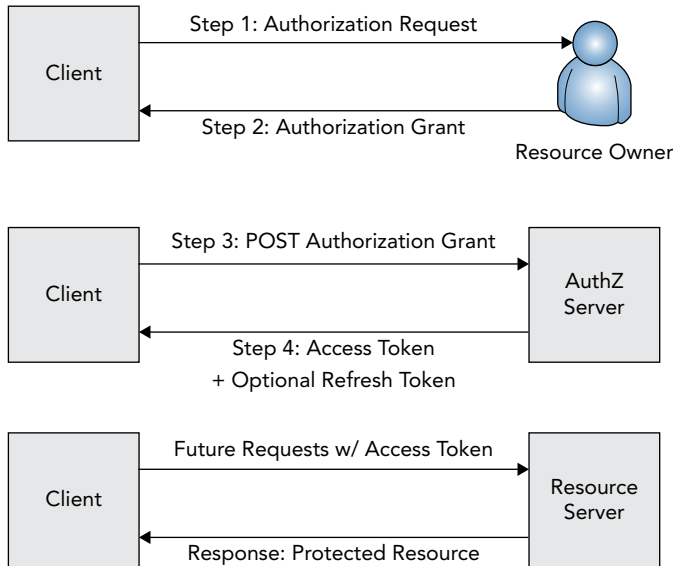 Step 1: Authorization Request
Client
Step 2: Authorization Grant
Resource Owner
Step 3: POST Authorization Grant
Client
AuthZ
Server
Step 4: Access Token
+ Optional Refresh Token
Future Requests w/ Access Token
Client
Resource
Server
Response: Protected Resource